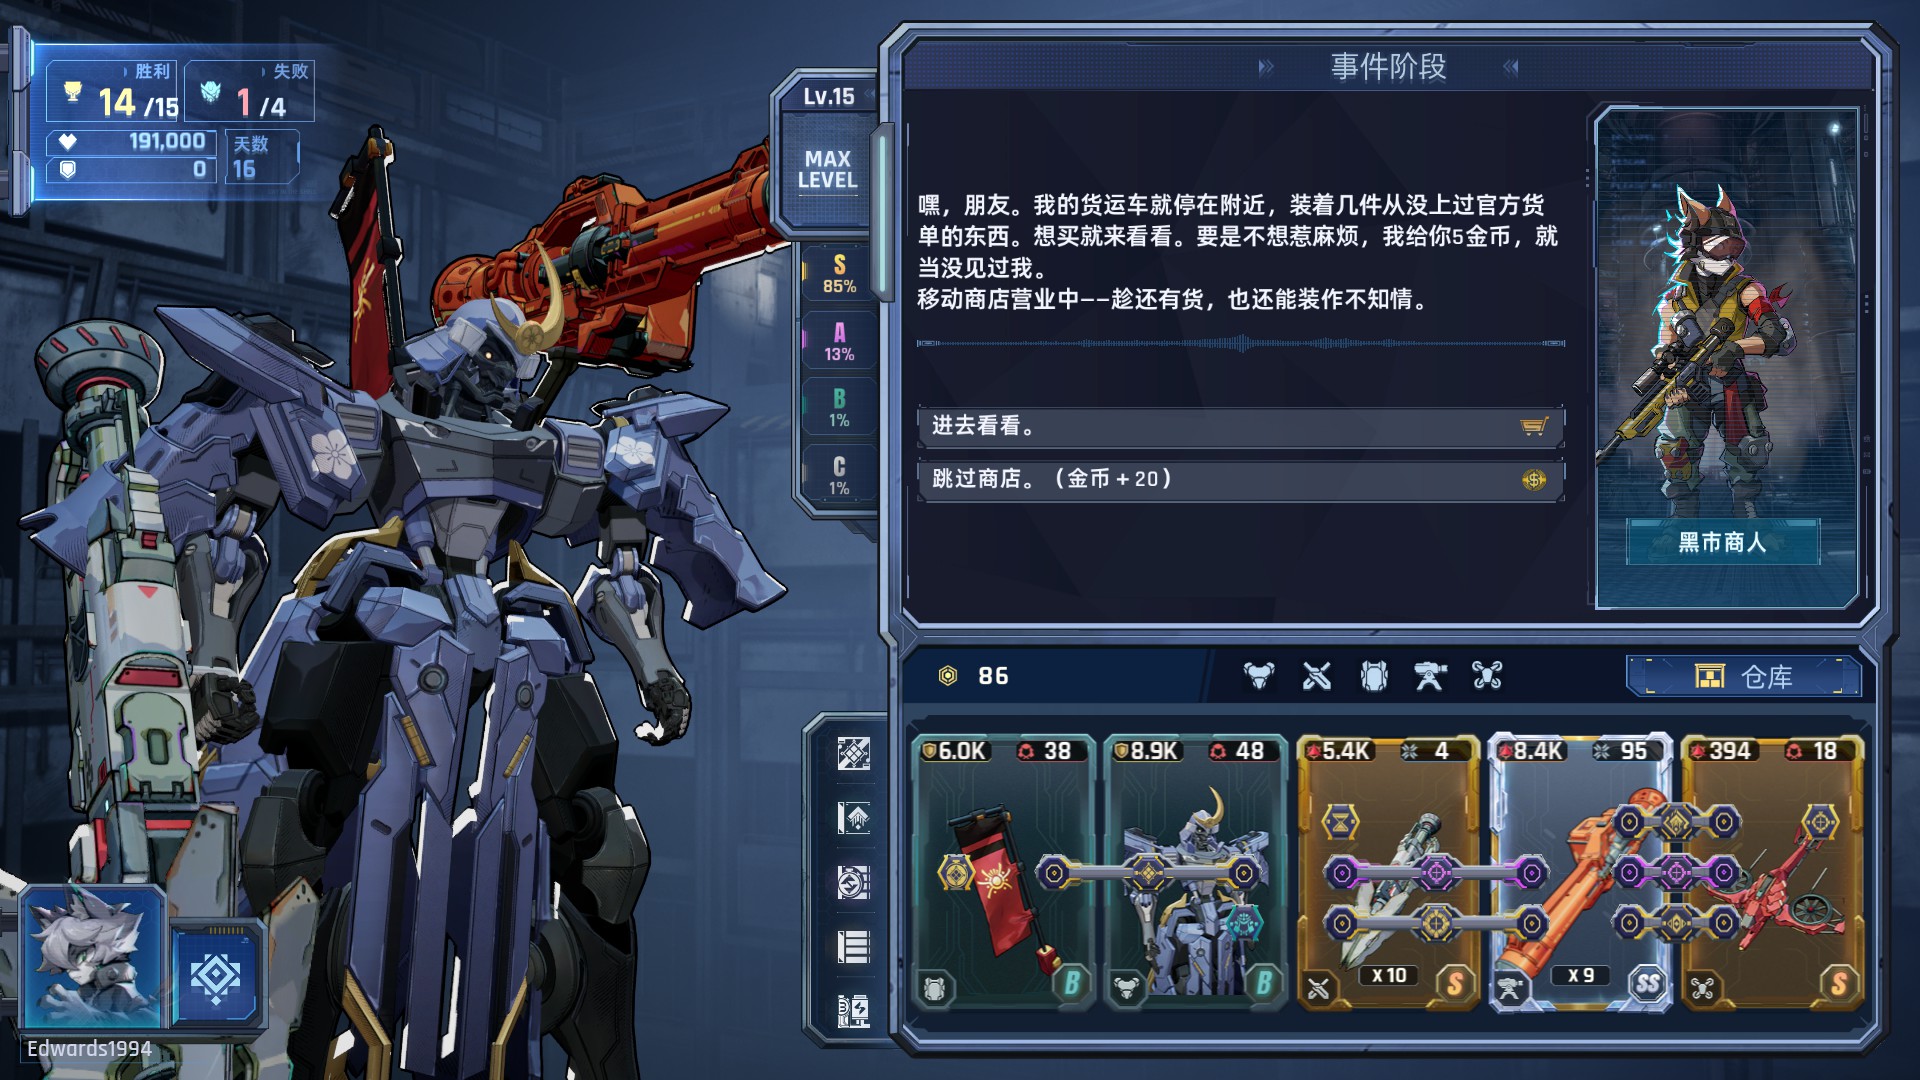 胜利
14 /15
失败
1 /4
191,000
0
天数
16
Lv.15
MAX
LEVEL
S
85%
A
13%
B
1%
C
1%
事件阶段
嘿，朋友。我的货运车就停在附近，装着几件从没上过官方货
单的东西。想买就来看看。要是不想惹麻烦，我给你5金币，就
当没见过我。
移动商店营业中——趁还有货，也还能装作不知情。
进去看看。
跳过商店。（金币+20）
黑市商人
86
仓库
6.0K 38
8.9K 48
5.4K 4
8.4K 95
394 18
B
B
x10
S
x9
SS
S
Edwards1994